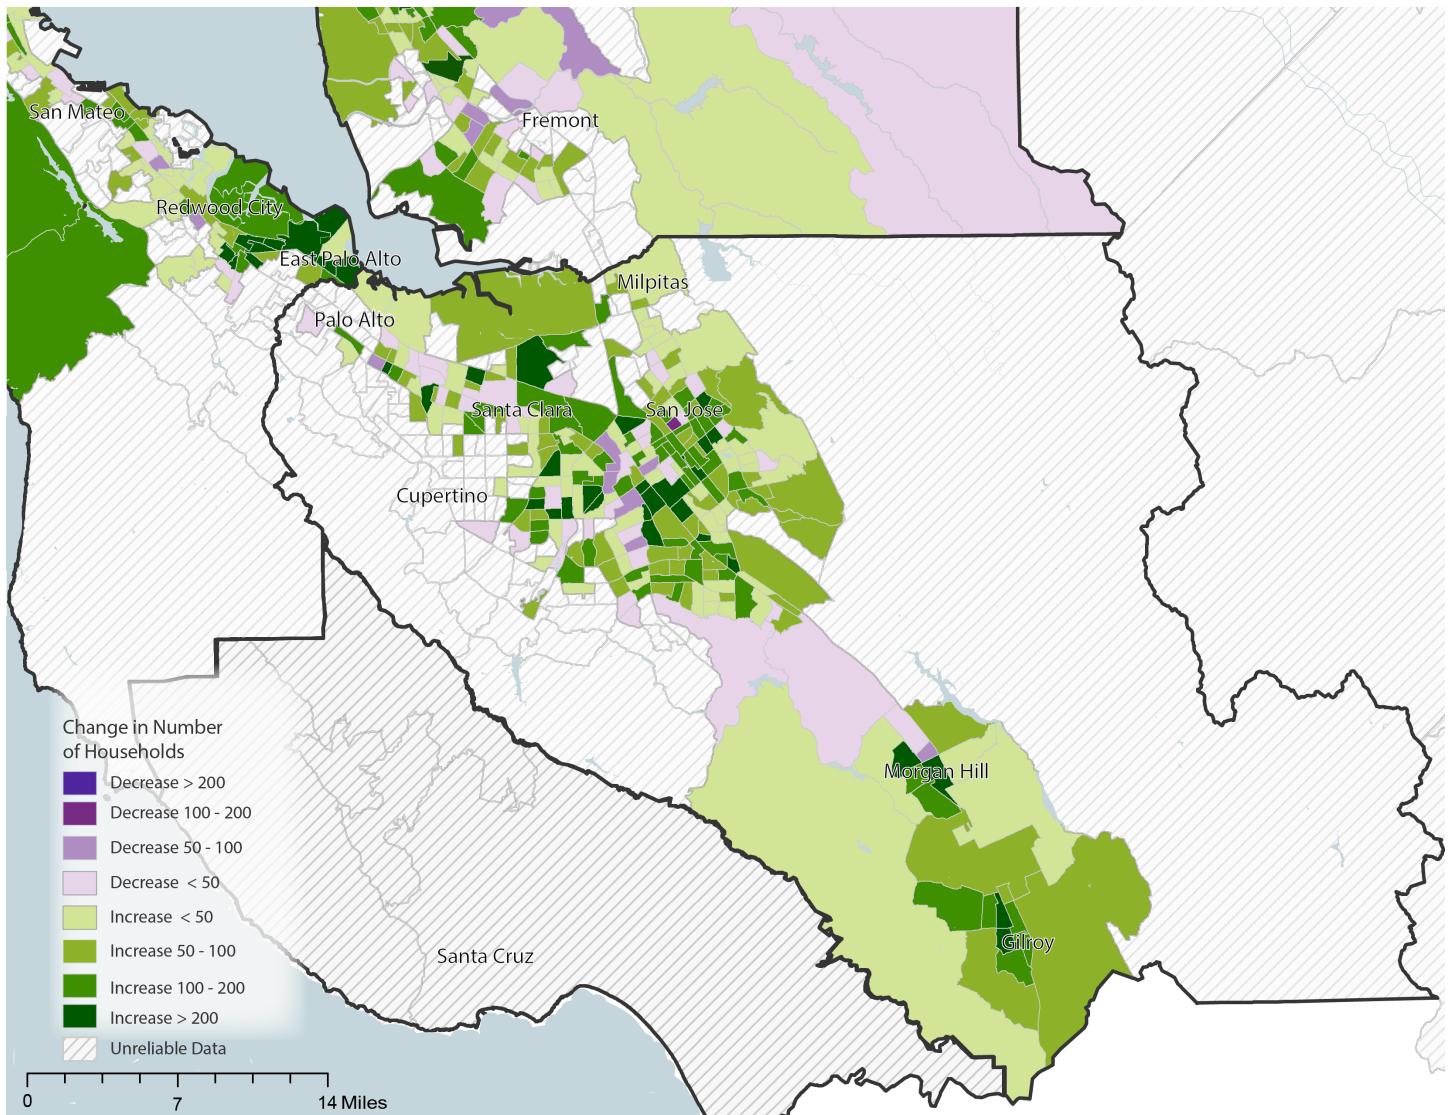 San Mateo
Fremont
Redwood City
East Palo Alto
Milpitas
Palo Alto
Santa Clara
San Jose
Cupertino
Morgan Hill
Gilroy
Santa Cruz
Change in Number
of Households
Decrease > 200
Decrease 100 - 200
Decrease 50 - 100
Decrease < 50
Increase < 50
Increase 50 - 100
Increase 100 - 200
Increase > 200
Unreliable Data
0 7 14 Miles